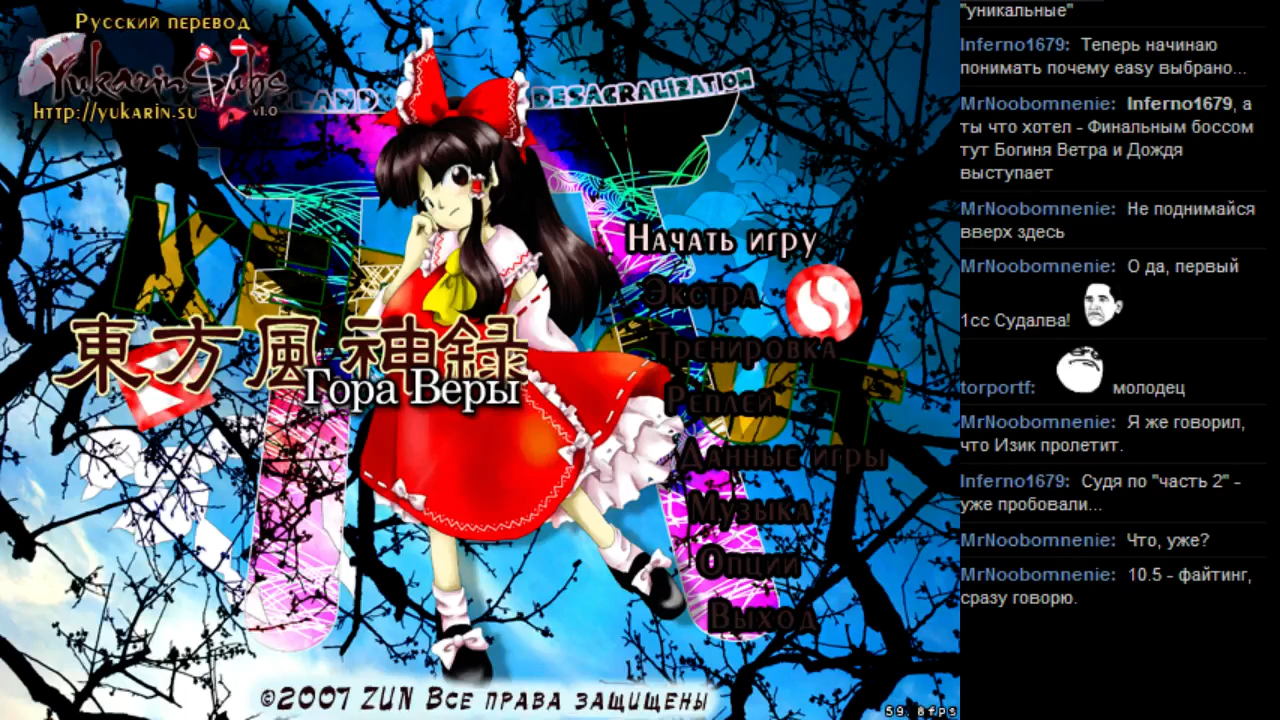 Русский перевод
YukarinSubs
http://yukarin.su
v1.0
LAND
DESACRALIZATION
Начать игру
Экстра
Тренировка
Реплей
Данные игры
Музыка
Опции
Выход
東方風神録
Гора Веры
©2007 ZUN Все права защищены
59.8fps
"уникальные"
Inferno1679: Теперь начинаю
понимать почему easy выбрано...
MrNoobomnenie: Inferno1679, а
ты что хотел - Финальным боссом
тут Богиня Ветра и Дождя
выступает
MrNoobomnenie: Не поднимайся
вверх здесь
MrNoobomnenie: О да, первый
1сс Судалва!
torportf: молодец
MrNoobomnenie: Я же говорил,
что Изик пролетит.
Inferno1679: Судя по "часть 2" -
уже пробовали...
MrNoobomnenie: Что, уже?
MrNoobomnenie: 10.5 - файтинг,
сразу говорю.